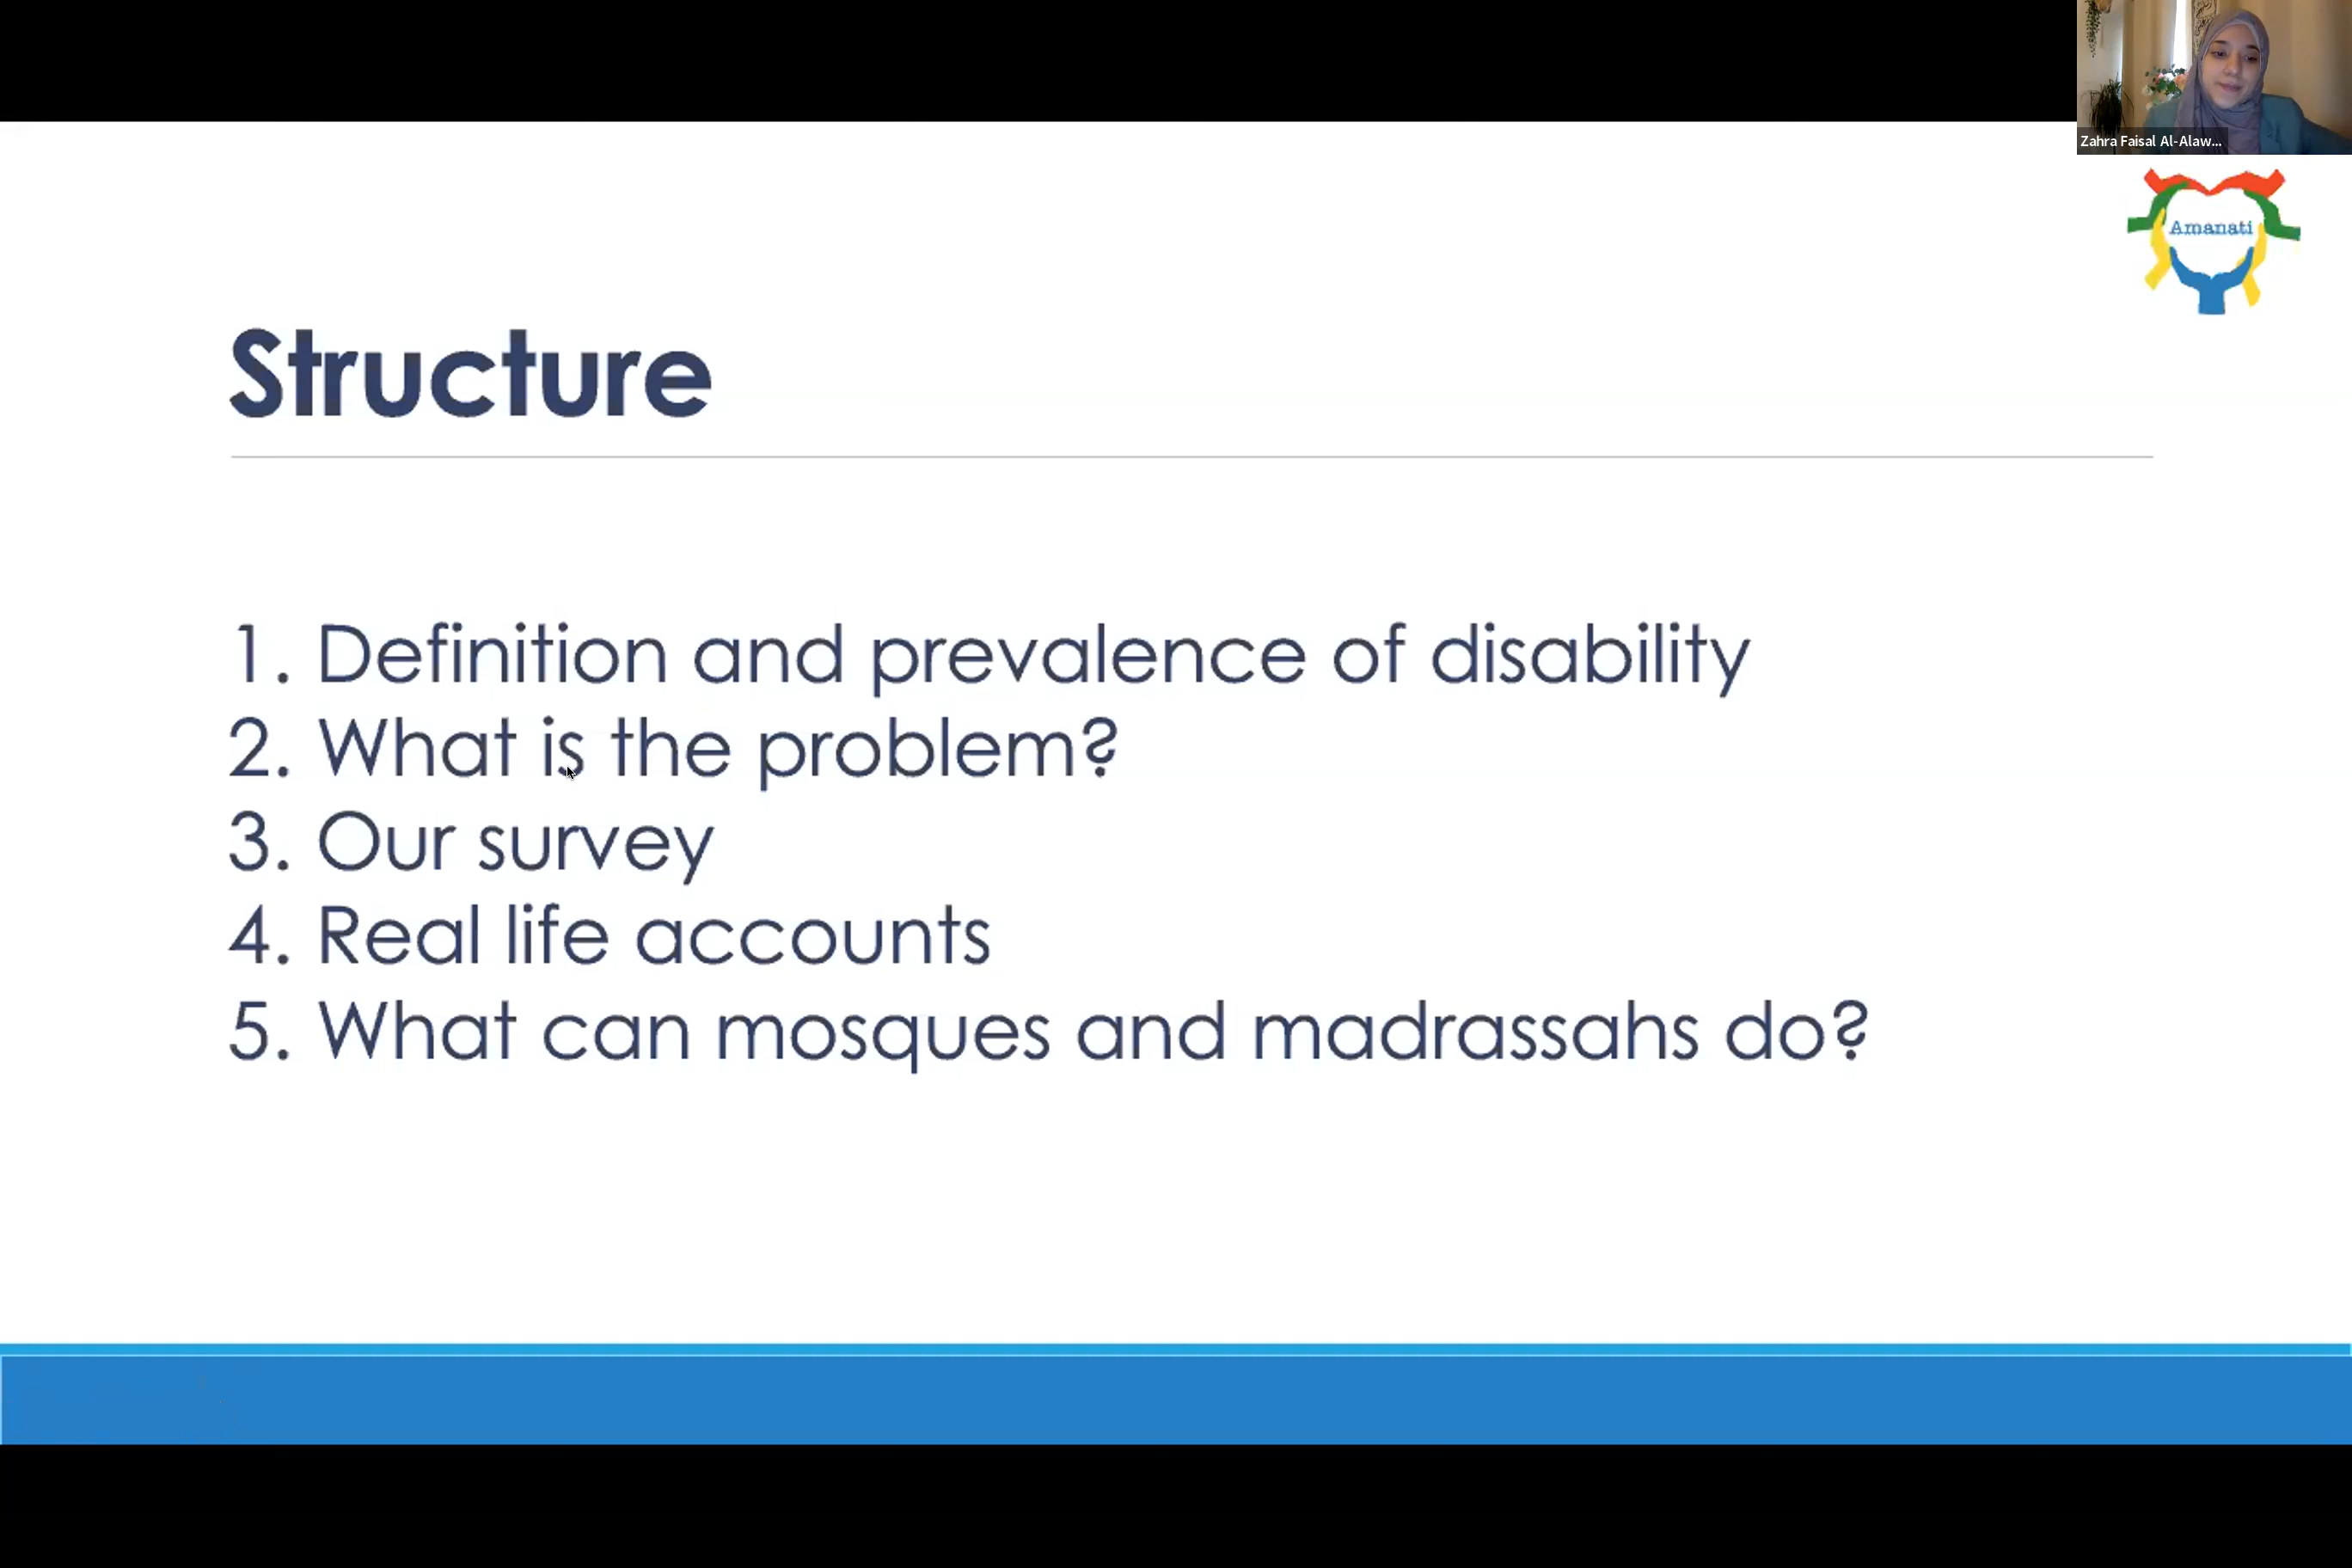 Zahra Faisal Al-Alaw...
Amanati
Structure
1. Definition and prevalence of disability
2. What is the problem?
3. Our survey
4. Real life accounts
5. What can mosques and madrassahs do?